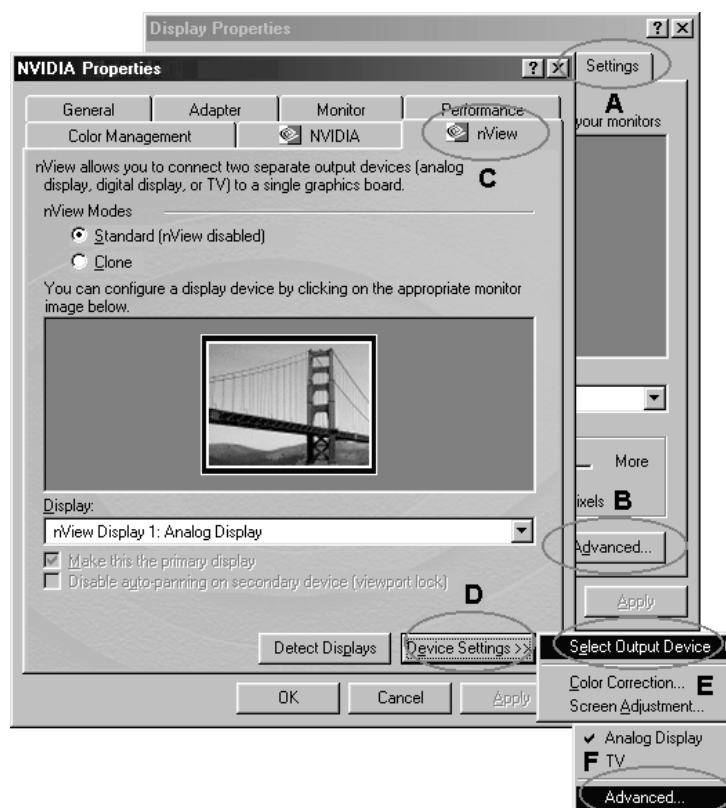 Display Properties
? X
NVIDIA Properties
? X
Settings
A
General
Adapter
Monitor
Performance
Color Management
NVIDIA
nView
your monitors
nView allows you to connect two separate output devices (analog
display, digital display, or TV) to a single graphics board.
C
nView Modes
Standard (nView disabled)
Clone
You can configure a display device by clicking on the appropriate monitor
image below.
More
ixels
B
Display:
nView Display 1: Analog Display
Advanced...
Make this the primary display
Disable auto-panning on secondary device (viewport lock)
D
Apply
Detect Displays
Device Settings >>
Select Output Device
Color Correction...
E
Screen Adjustment...
OK
Cancel
Apply
Analog Display
F
TV
Advanced...